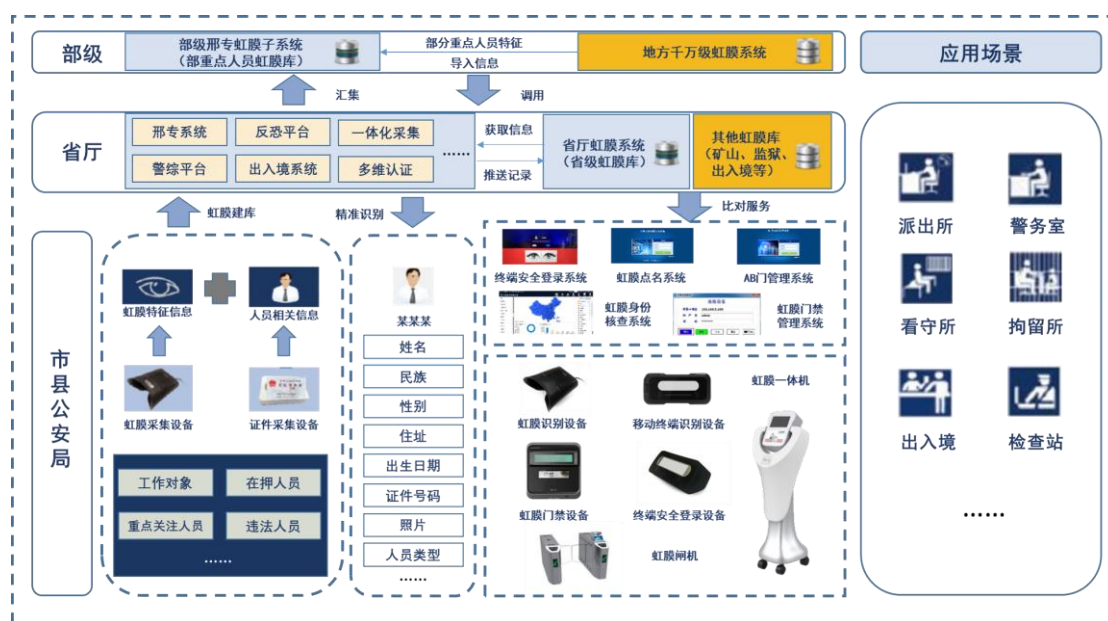 部级
部级邢专虹膜子系统
(部重点人员虹膜库)
部分重点人员特征
导入信息
地方千万级虹膜系统
应用场景
汇集
调用
省厅
邢专系统
反恐平台
一体化采集
警综平台
出入境系统
多维认证
……
获取信息
推送记录
省厅虹膜系统
(省级虹膜库)
其他虹膜库
(矿山、监狱、
出入境等)
虹膜建库
精准识别
比对服务
市县公安局
虹膜特征信息
人员相关信息
虹膜采集设备
证件采集设备
工作对象
在押人员
重点关注人员
违法人员
……
某某某
姓名
民族
性别
住址
出生日期
证件号码
照片
人员类型
……
终端安全登录系统
虹膜点名系统
AB门管理系统
虹膜身份
核查系统
虹膜门禁
管理系统
虹膜识别设备
移动终端识别设备
虹膜一体机
虹膜门禁设备
终端安全登录设备
虹膜闸机
派出所
警务室
看守所
拘留所
出入境
检查站
……